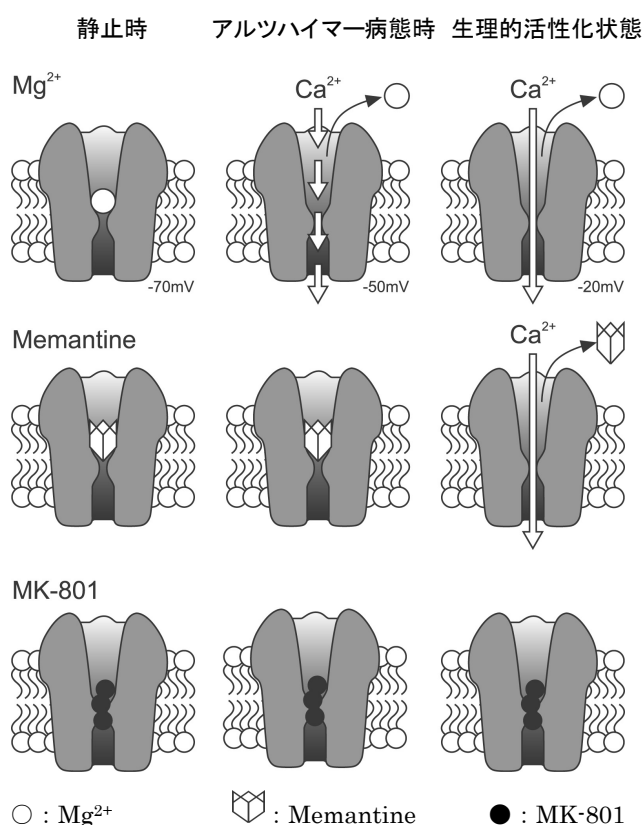 静止時 アルツハイマー病態時 生理的活性化状態
Mg²⁺ Ca²⁺ Ca²⁺
-70mV -50mV -20mV
Memantine Ca²⁺
MK-801
○ : Mg²⁺ : Memantine ● : MK-801